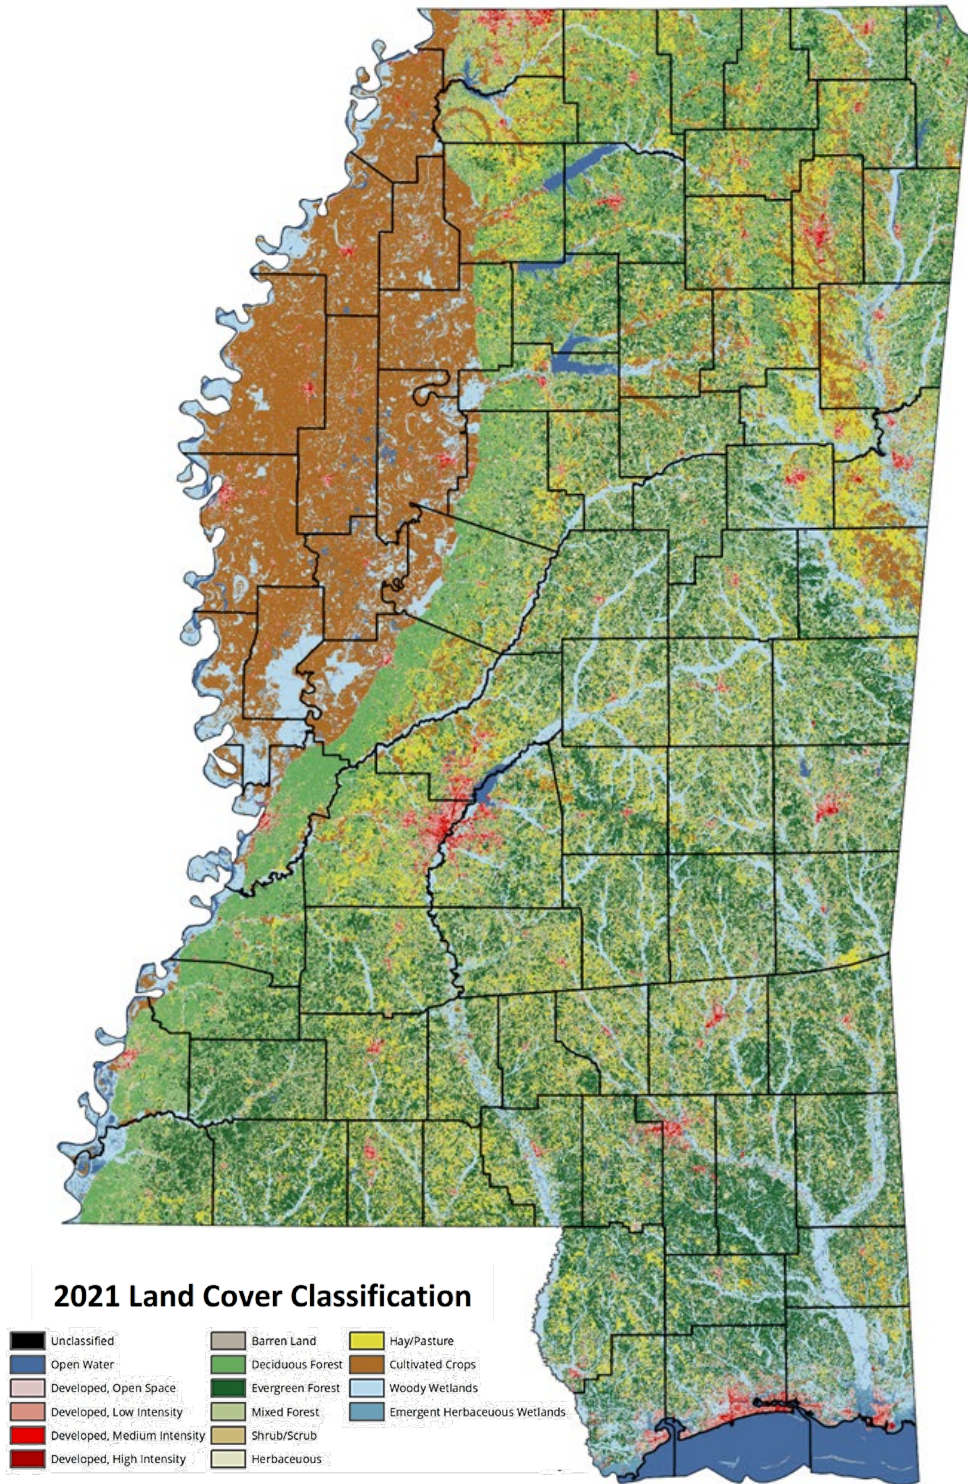 2021 Land Cover Classification
Unclassified
Open Water
Developed, Open Space
Developed, Low Intensity
Developed, Medium Intensity
Developed, High Intensity
Barren Land
Deciduous Forest
Evergreen Forest
Mixed Forest
Shrub/Scrub
Herbaceuous
Hay/Pasture
Cultivated Crops
Woody Wetlands
Emergent Herbaceuous Wetlands